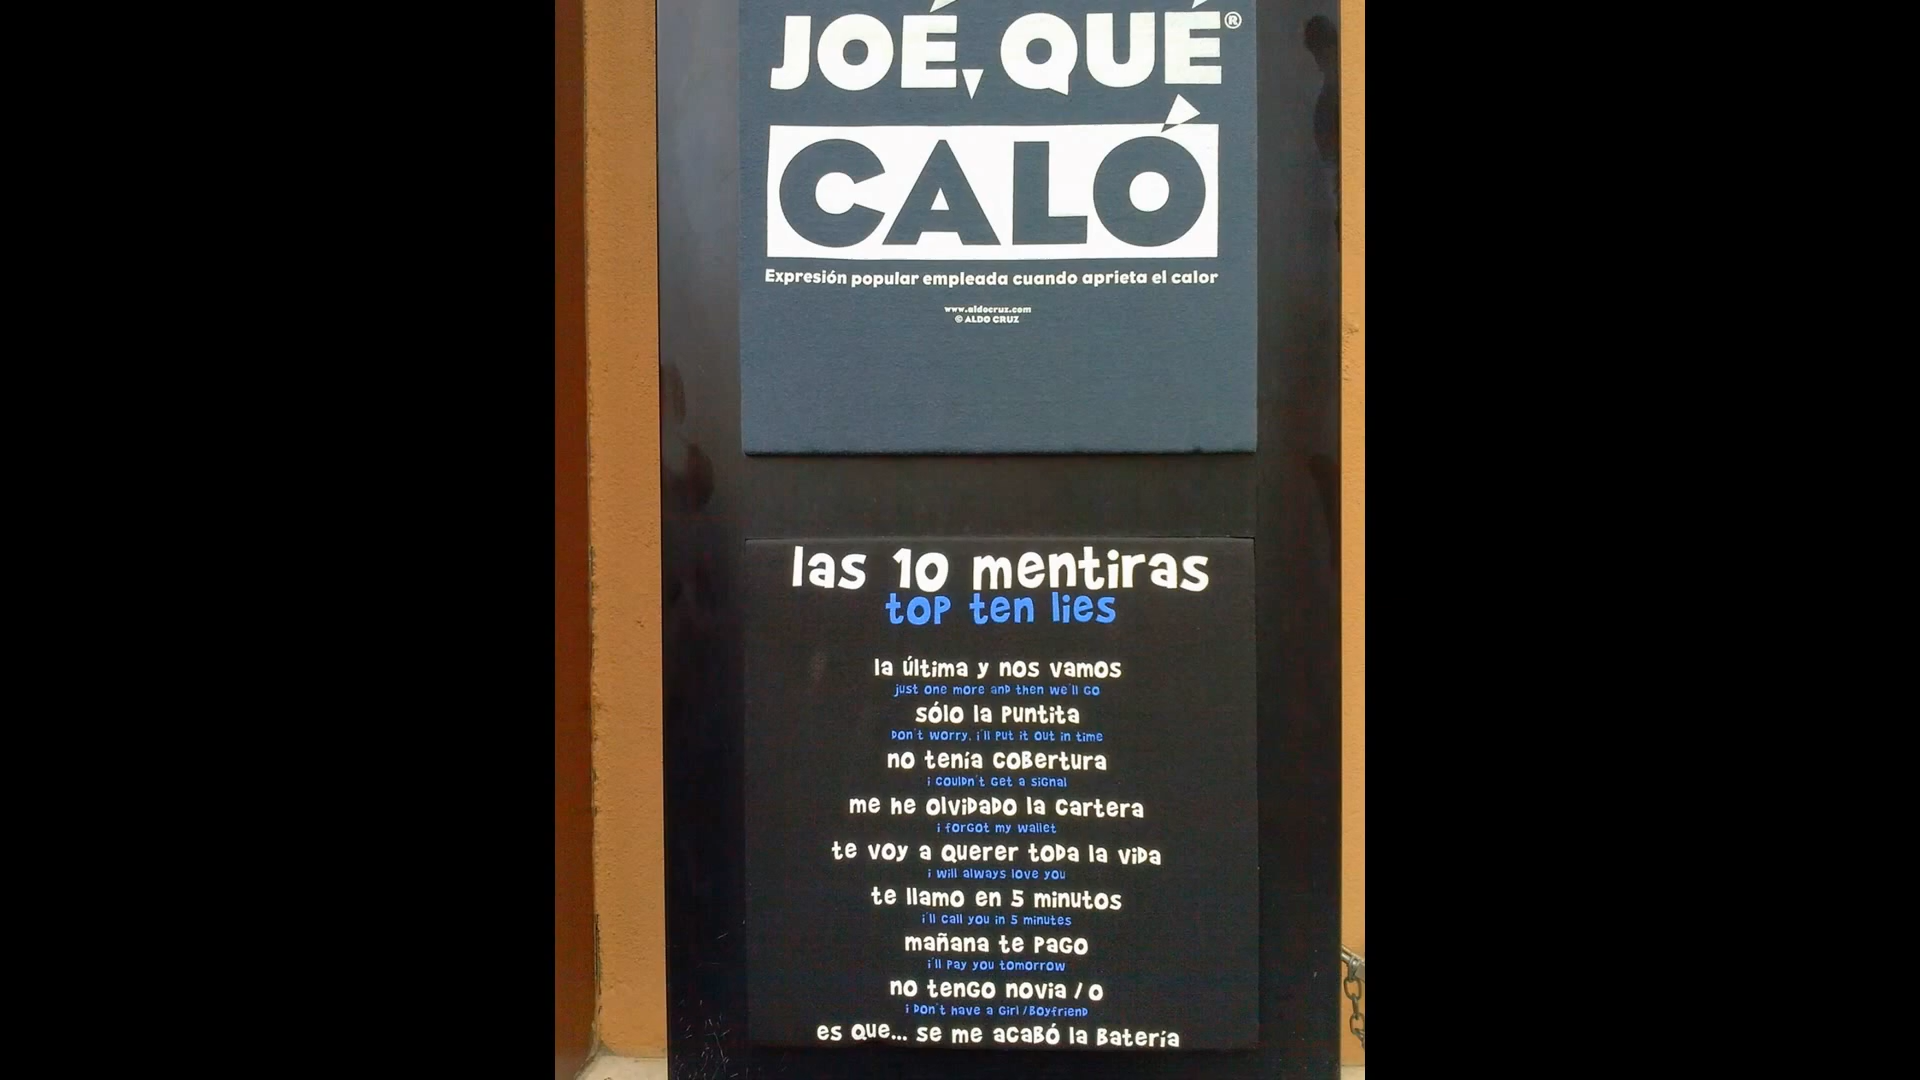 JOÉ, QUÉ®
CALÓ
Expresión popular empleada cuando aprieta el calor
www.aldocruz.com
© ALDO CRUZ
las 10 mentiras
top ten lies
la última y nos vamos
just one more and then we'll go
sólo la puntita
don't worry, i'll put it out in time
no tenía cobertura
i couldn't get a signal
me he olvidado la cartera
i forgot my wallet
te voy a querer toda la vida
i will always love you
te llamo en 5 minutos
i'll call you in 5 minutes
mañana te pago
i'll pay you tomorrow
no tengo novia / o
i don't have a girl/boyfriend
es que... se me acabó la batería